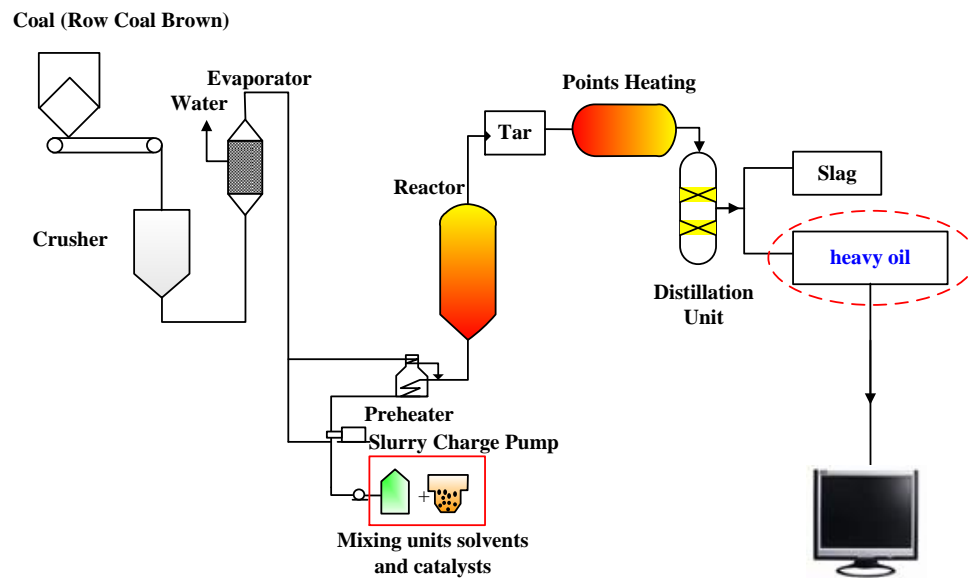 Coal (Row Coal Brown)
Evaporator
Water
Crusher
Points Heating
Tar
Reactor
Slag
heavy oil
Distillation
Unit
Preheater
Slurry Charge Pump
+
Mixing units solvents
and catalysts